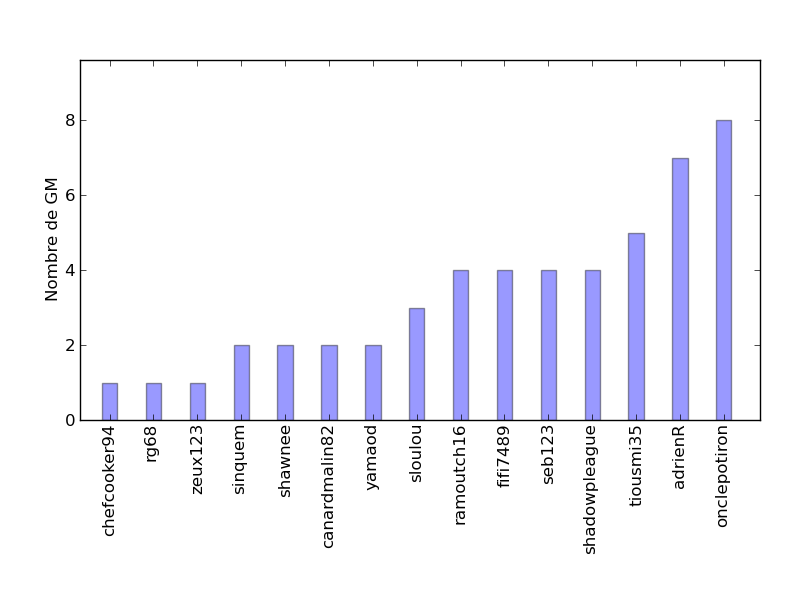 8
6
4
2
0
Nombre de GM
chefcooker94
rg68
zeux123
sinquem
shawnee
canardmalin82
yamaod
sloulou
ramoutch16
fifi7489
seb123
shadowpleague
tiousmi35
adrienR
onclepotiron